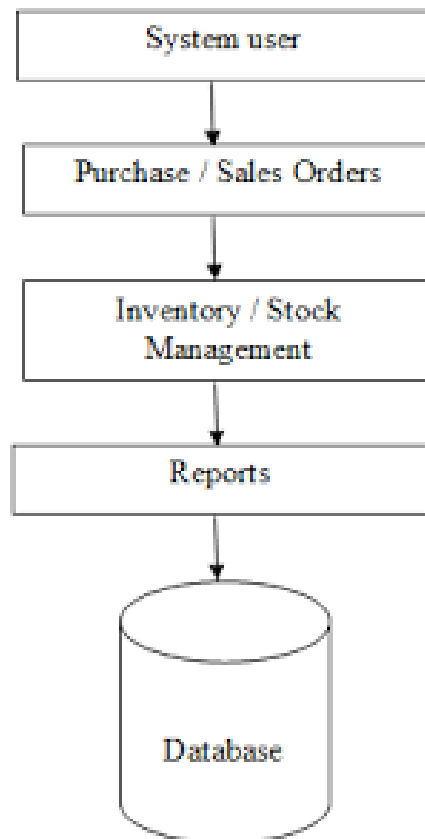 System user
Purchase / Sales Orders
Inventory / Stock
Management
Reports
Database